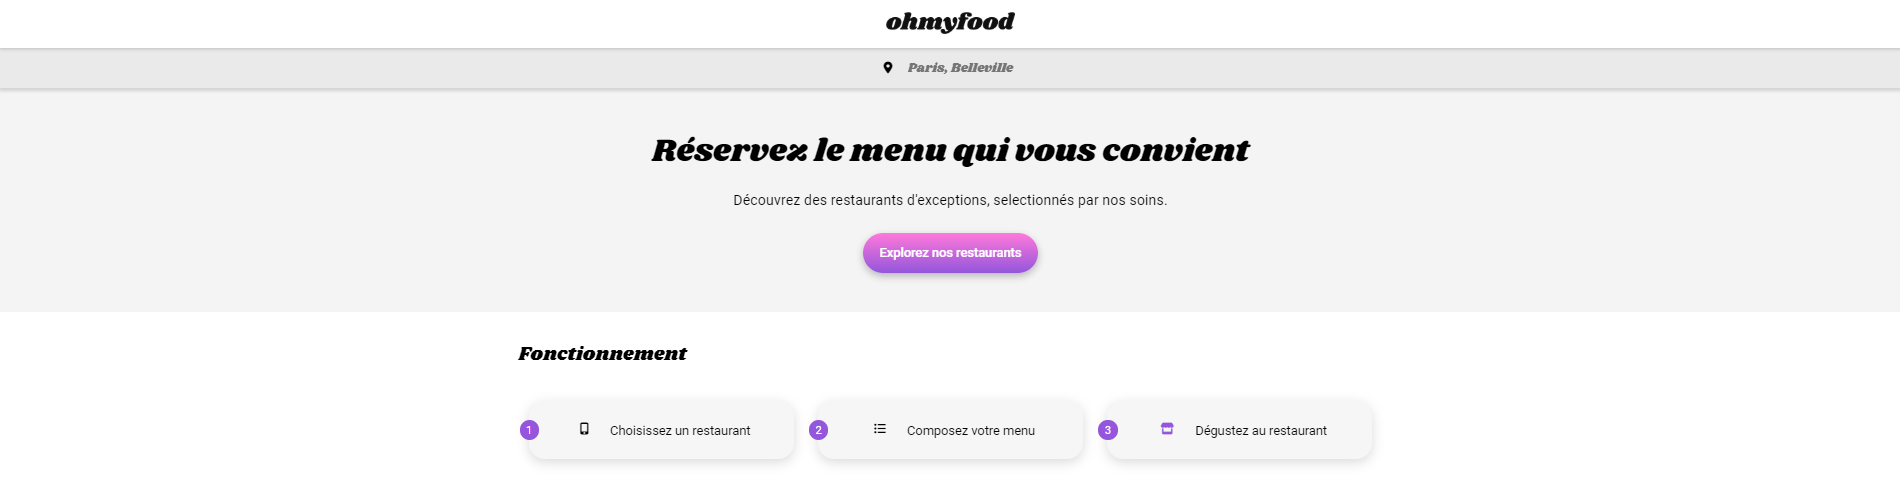 ohmyfood
Paris, Belleville
Réservez le menu qui vous convient
Découvrez des restaurants d'exceptions, selectionnés par nos soins.
Explorez nos restaurants
Fonctionnement
1 Choisissez un restaurant
2 Composez votre menu
3 Dégustez au restaurant